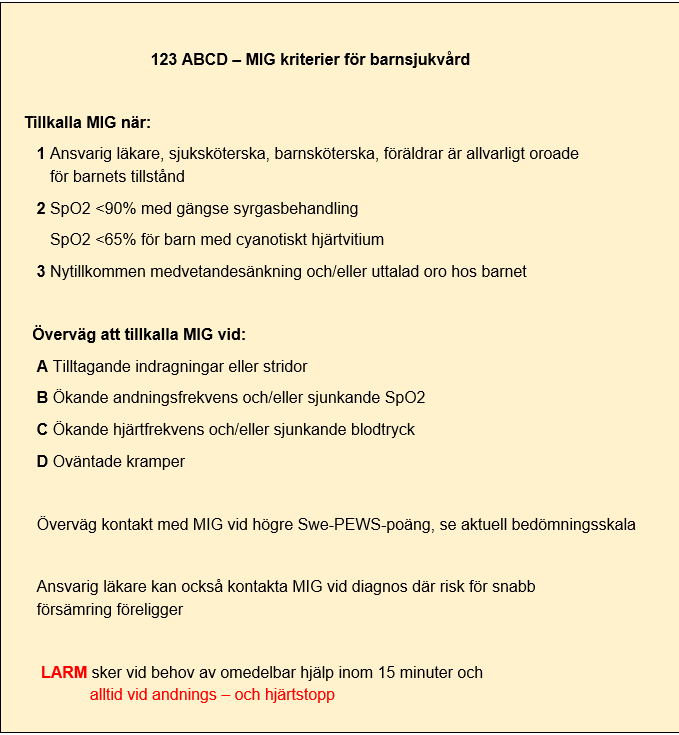 123 ABCD – MIG kriterier för barnsjukvård
Tillkalla MIG när:
1 Ansvarig läkare, sjuksköterska, barnsköterska, föräldrar är allvarligt oroade
för barnets tillstånd
2 SpO2 <90% med gängse syrgasbehandling
SpO2 <65% för barn med cyanotiskt hjärtvitium
3 Nytillkommen medvetandesänkning och/eller uttalad oro hos barnet
Överväg att tillkalla MIG vid:
A Tilltagande indragningar eller stridor
B Ökande andningsfrekvens och/eller sjunkande SpO2
C Ökande hjärtfrekvens och/eller sjunkande blodtryck
D Oväntade kramper
Överväg kontakt med MIG vid högre Swe-PEWS-poäng, se aktuell bedömningsskala
Ansvarig läkare kan också kontakta MIG vid diagnos där risk för snabb
försämring föreligger
LARM sker vid behov av omedelbar hjälp inom 15 minuter och
alltid vid andnings – och hjärtstopp